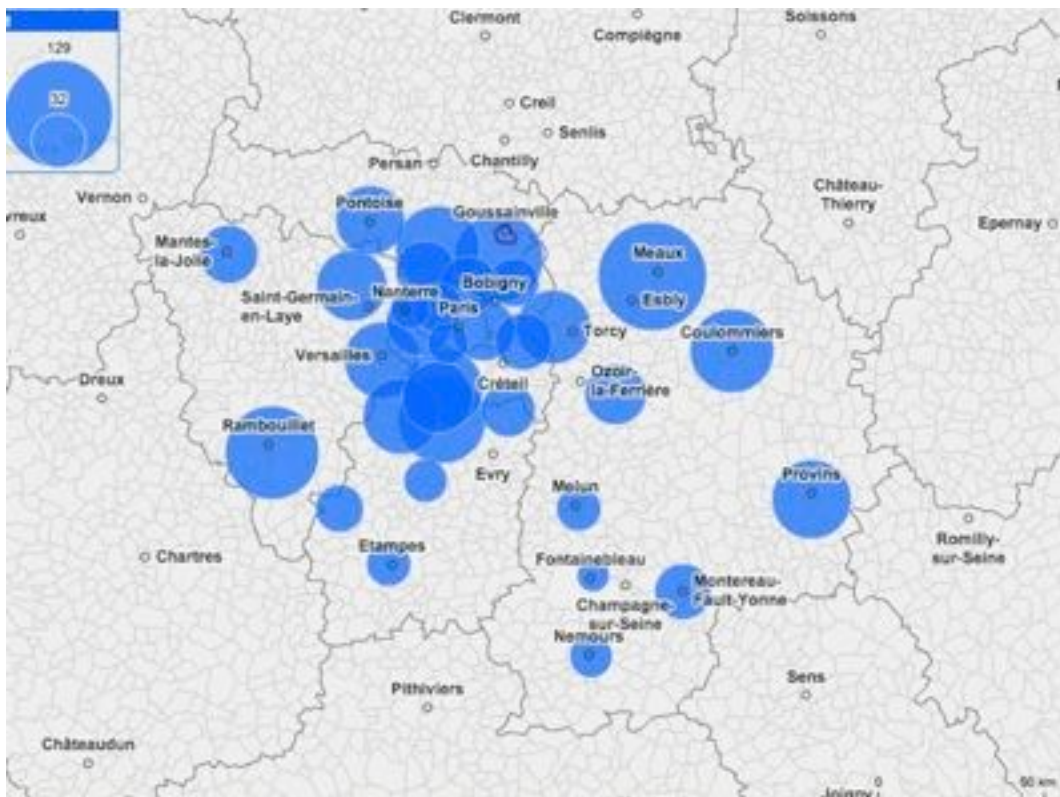 129
32
Clermont
Compiègne
Soissons
Creil
Senlis
Chantilly
Persan
Vernon
vreux
Château-
Thierry
Epernay
Pontoise
Goussainville
Mantes-
la-Jolie
Meaux
Saint-Germain-
en-Laye
Nanterre
Bobigny
Esbly
Paris
Torcy
Coulommiers
Versailles
Dreux
Créteil
Ozoir-
la-Ferrière
Rambouillet
Evry
Melun
Provins
Chartres
Etampes
Romilly-
sur-Seine
Fontainebleau
Montereau-
Fault-Yonne
Champagne-
sur-Seine
Nemours
Pithiviers
Sens
Châteaudun
Joigny
0
50 km